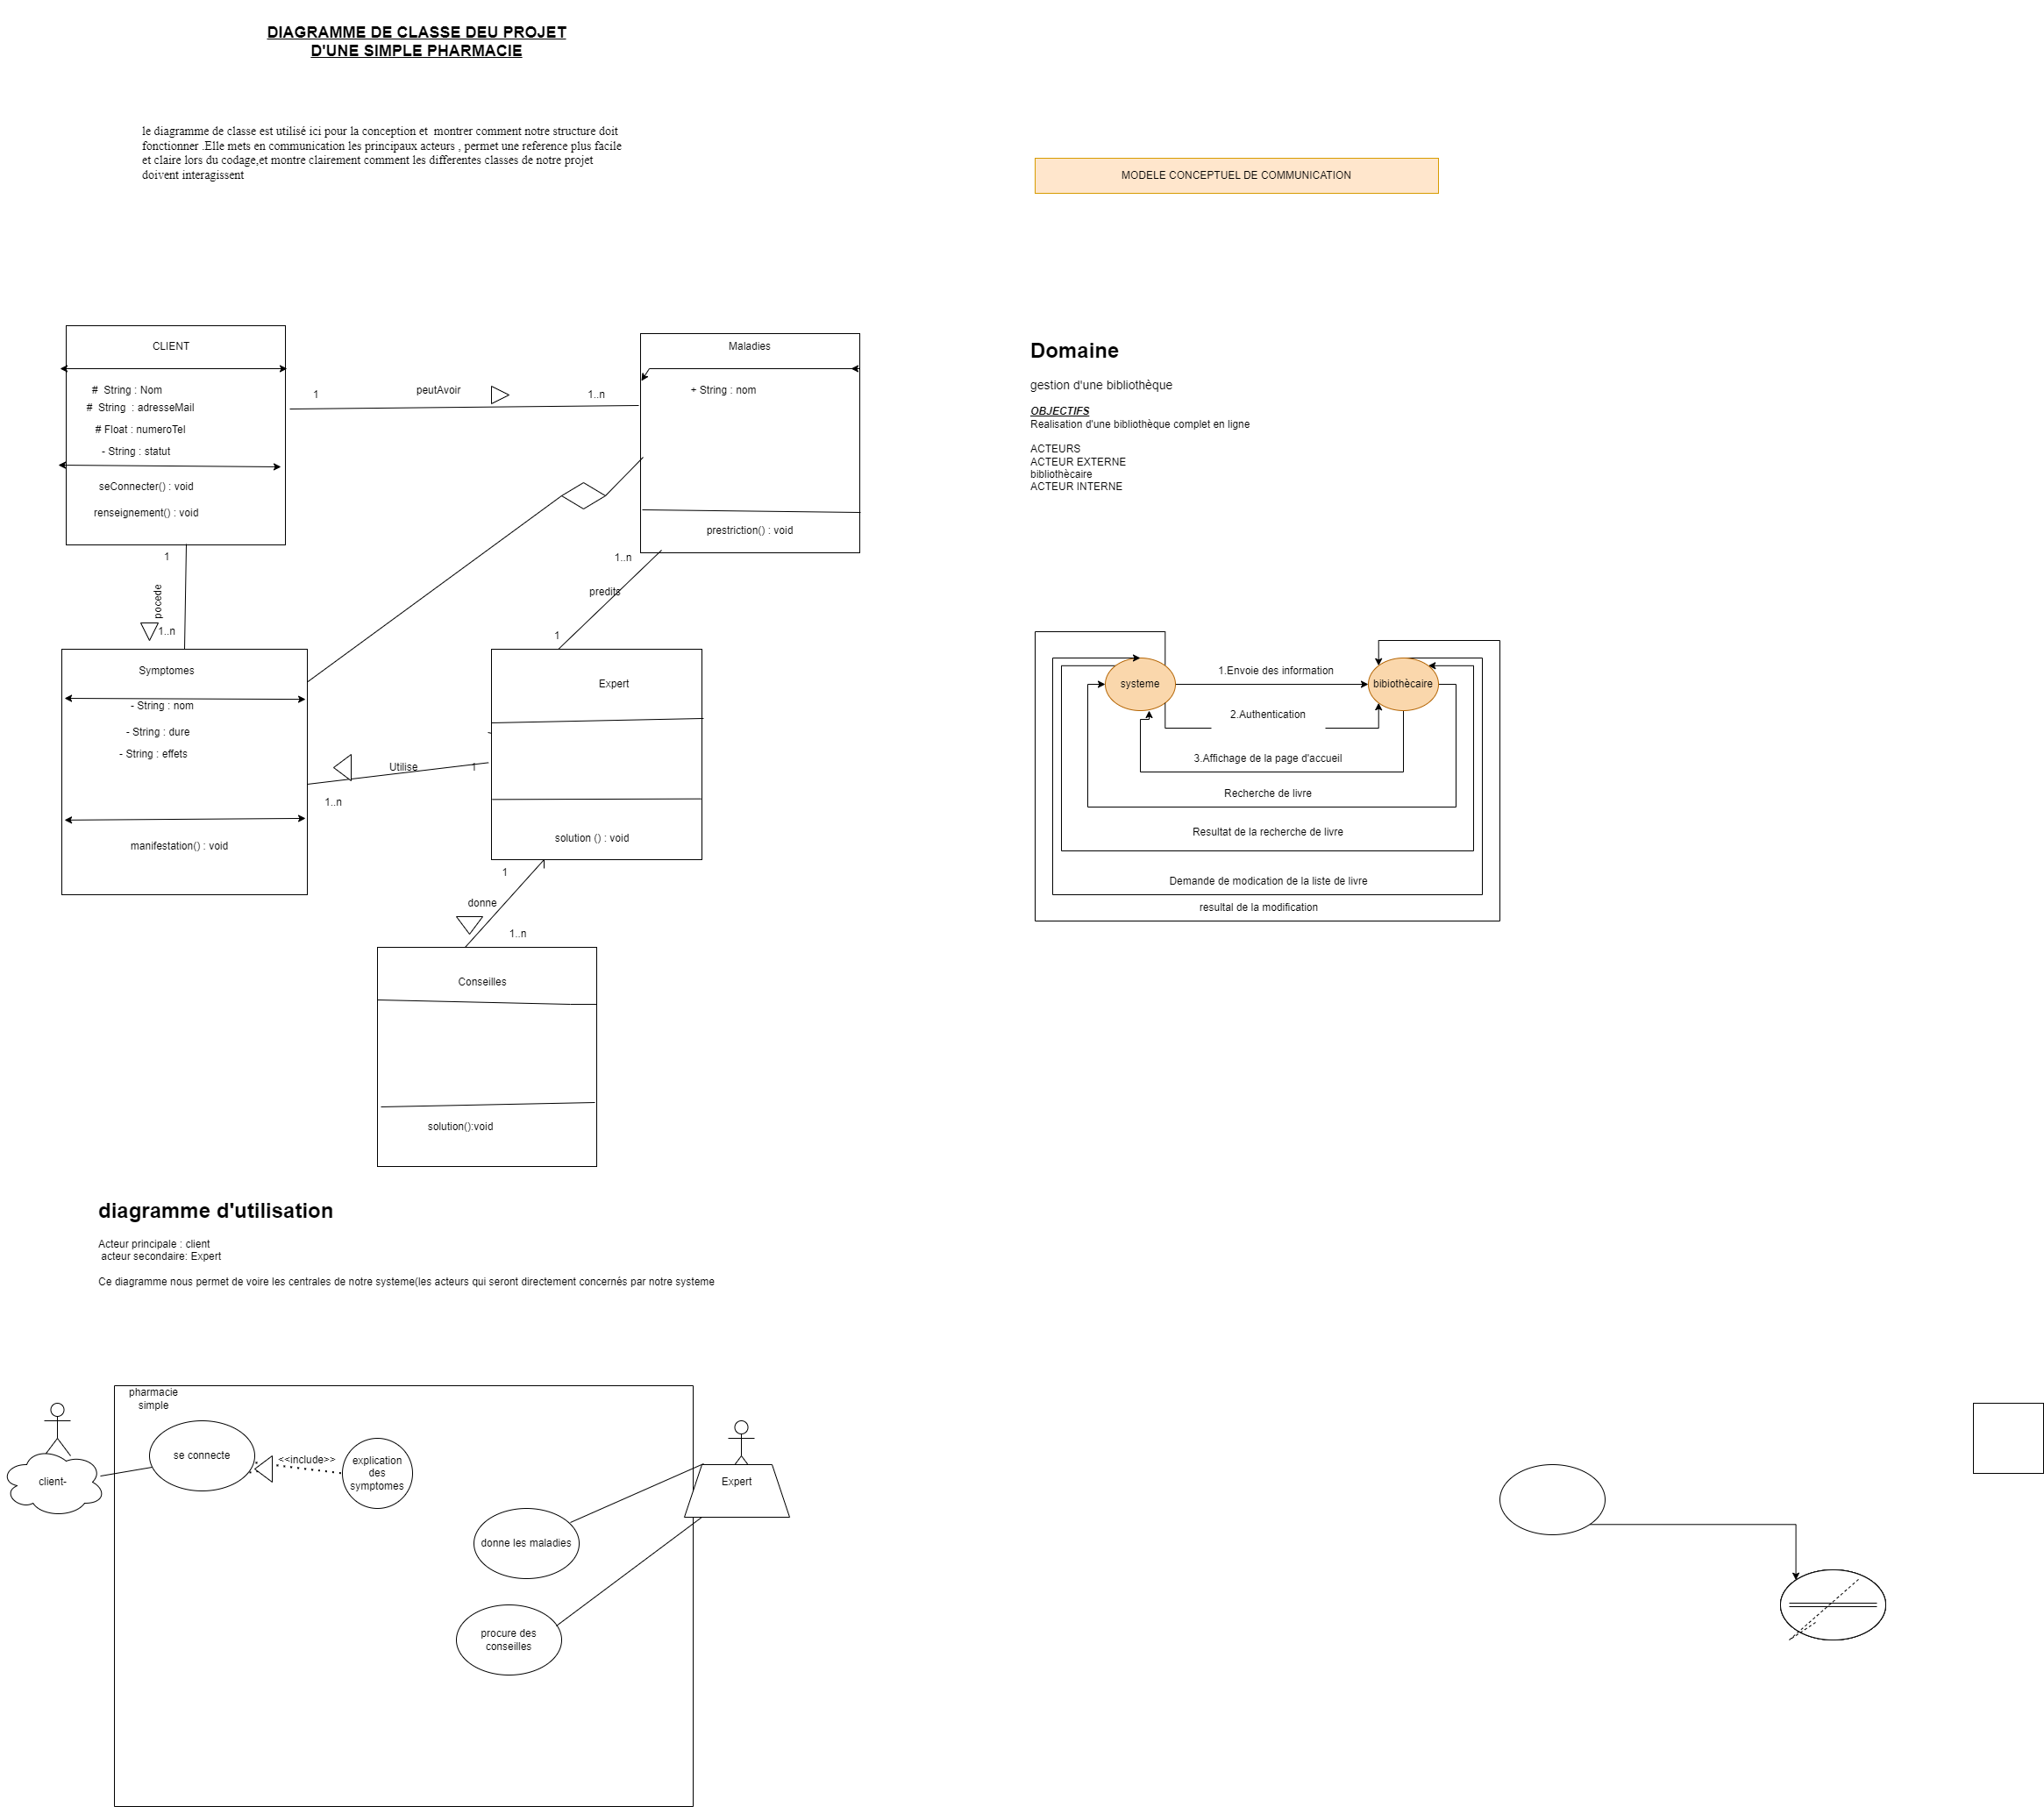 DIAGRAMME DE CLASSE DEU PROJET
D'UNE SIMPLE PHARMACIE
le diagramme de classe est utilisé ici pour la conception et  montrer comment notre structure doit
fonctionner .Elle mets en communication les principaux acteurs , permet une reference plus facile
et claire lors du codage,et montre clairement comment les differentes classes de notre projet
doivent interagissent
CLIENT
#  String : Nom
#  String  : adresseMail
# Float : numeroTel
- String : statut
seConnecter() : void
renseignement() : void
1
peutAvoir
1..n
Maladies
+ String : nom
prestriction() : void
1
pocede
1..n
1..n
predits
1
Symptomes
- String : nom
- String : dure
- String : effets
manifestation() : void
Utilise
1
1..n
Expert
solution () : void
1
donne
1..n
Conseilles
solution():void
diagramme d'utilisation
Acteur principale : client
acteur secondaire: Expert
Ce diagramme nous permet de voire les centrales de notre systeme(les acteurs qui seront directement concernés par notre systeme
pharmacie
simple
client-
se connecte
<<include>>
explication
des
symptomes
Expert
donne les maladies
procure des
conseilles
MODELE CONCEPTUEL DE COMMUNICATION
Domaine
gestion d'une bibliothèque
OBJECTIFS
Realisation d'une bibliothèque complet en ligne
ACTEURS
ACTEUR EXTERNE
bibliothècaire
ACTEUR INTERNE
systeme
1.Envoie des information
bibiothècaire
2.Authentication
3.Affichage de la page d'accueil
Recherche de livre
Resultat de la recherche de livre
Demande de modication de la liste de livre
resultal de la modification